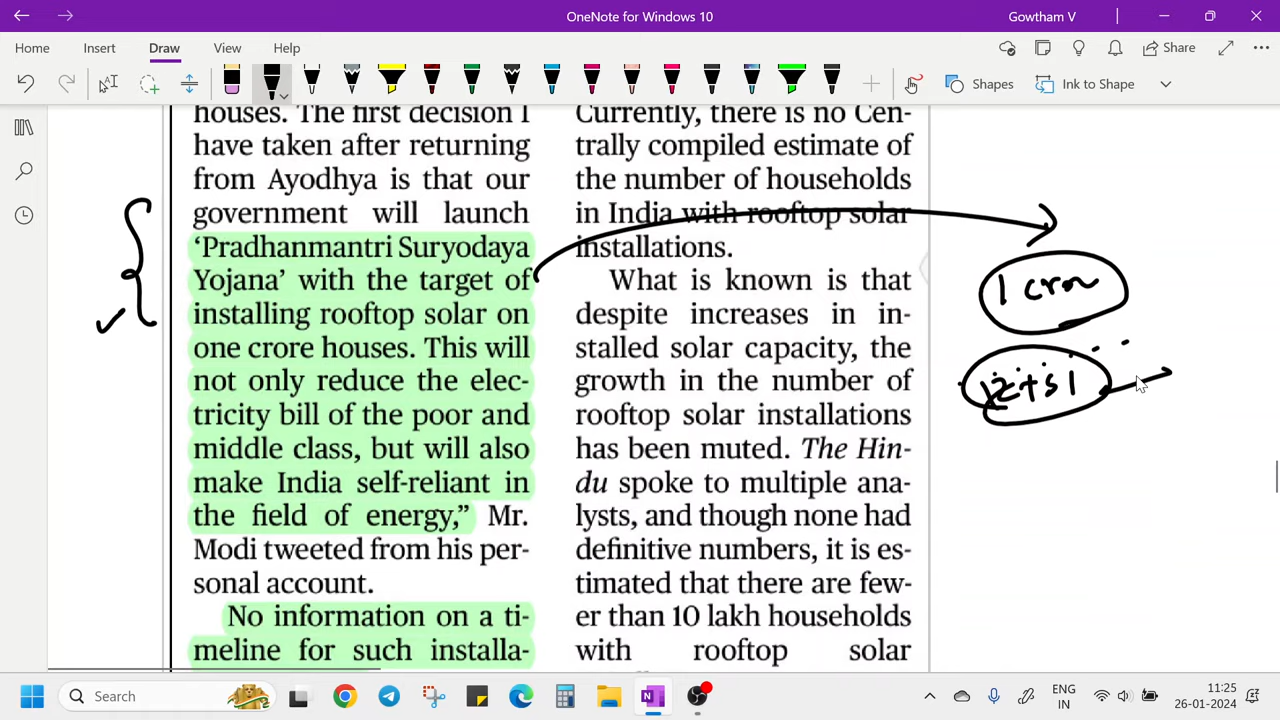 OneNote for Windows 10
Gowtham V
Home Insert Draw View Help
Share
Shapes
Ink to Shape
houses. The first decision I
have taken after returning
from Ayodhya is that our
government will launch
‘Pradhanmantri Suryodaya
Yojana’ with the target of
installing rooftop solar on
one crore houses. This will
not only reduce the elec-
tricity bill of the poor and
middle class, but will also
make India self-reliant in
the field of energy,” Mr.
Modi tweeted from his per-
sonal account.
No information on a ti-
meline for such installa-
Currently, there is no Cen-
trally compiled estimate of
the number of households
in India with rooftop solar
installations.
What is known is that
despite increases in in-
stalled solar capacity, the
growth in the number of
rooftop solar installations
has been muted. The Hin-
du spoke to multiple ana-
lysts, and though none had
definitive numbers, it is es-
timated that there are few-
er than 10 lakh households
with rooftop solar
1 crore
Search
ENG
IN
11:25
26-01-2024